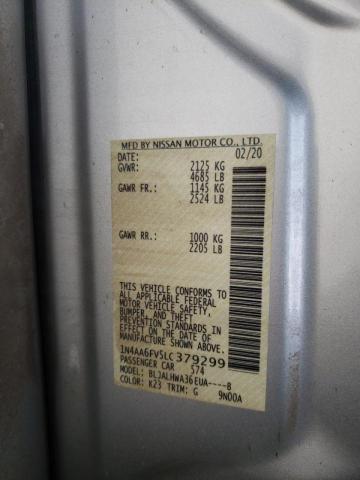 MFD BY NISSAN MOTOR CO., LTD.
DATE: 02/20
GVWR: 2125 KG
4685 LB
GAWR FR.: 1145 KG
2524 LB
GAWR RR.: 1000 KG
2205 LB
THIS VEHICLE CONFORMS TO
ALL APPLICABLE FEDERAL
MOTOR VEHICLE SAFETY,
BUMPER, AND THEFT
PREVENTION STANDARDS IN
EFFECT ON THE DATE OF
MANUFACTURE SHOWN ABOVE.
1N4AA6FV5LC379299
PASSENGER CAR 574
MODEL: BLJALHWA36EUA----B
COLOR: K23 TRIM: G 9N00A